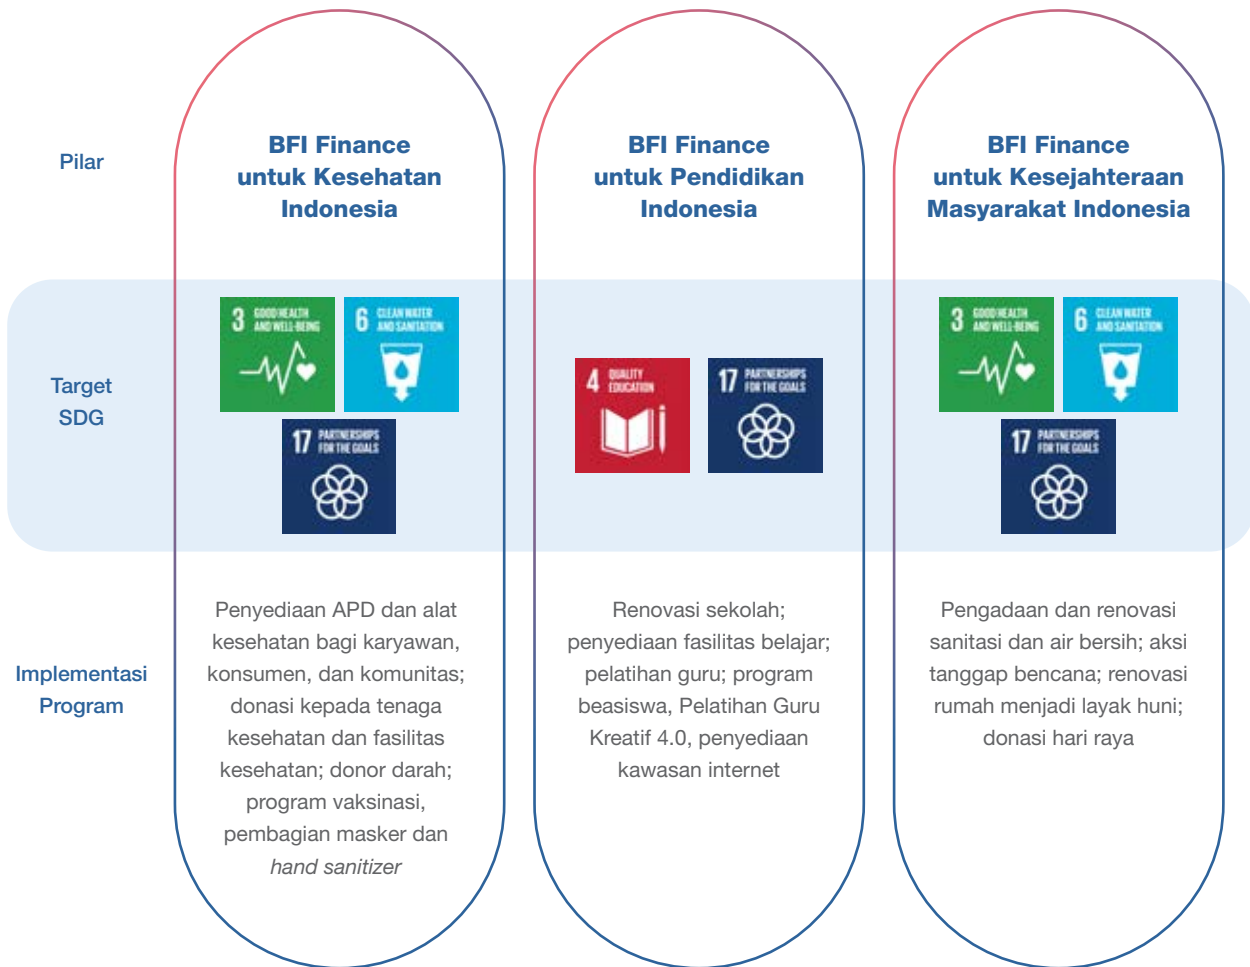 Pilar
BFI Finance
untuk Kesehatan
Indonesia
BFI Finance
untuk Pendidikan
Indonesia
BFI Finance
untuk Kesejahteraan
Masyarakat Indonesia
Target
SDG
3 GOOD HEALTH
AND WELL-BEING
6 CLEAN WATER
AND SANITATION
17 PARTNERSHIPS
FOR THE GOALS
4 QUALITY
EDUCATION
17 PARTNERSHIPS
FOR THE GOALS
3 GOOD HEALTH
AND WELL-BEING
6 CLEAN WATER
AND SANITATION
17 PARTNERSHIPS
FOR THE GOALS
Implementasi
Program
Penyediaan APD dan alat
kesehatan bagi karyawan,
konsumen, dan komunitas;
donasi kepada tenaga
kesehatan dan fasilitas
kesehatan; donor darah;
program vaksinasi,
pembagian masker dan
hand sanitizer
Renovasi sekolah;
penyediaan fasilitas belajar;
pelatihan guru; program
beasiswa, Pelatihan Guru
Kreatif 4.0, penyediaan
kawasan internet
Pengadaan dan renovasi
sanitasi dan air bersih; aksi
tanggap bencana; renovasi
rumah menjadi layak huni;
donasi hari raya